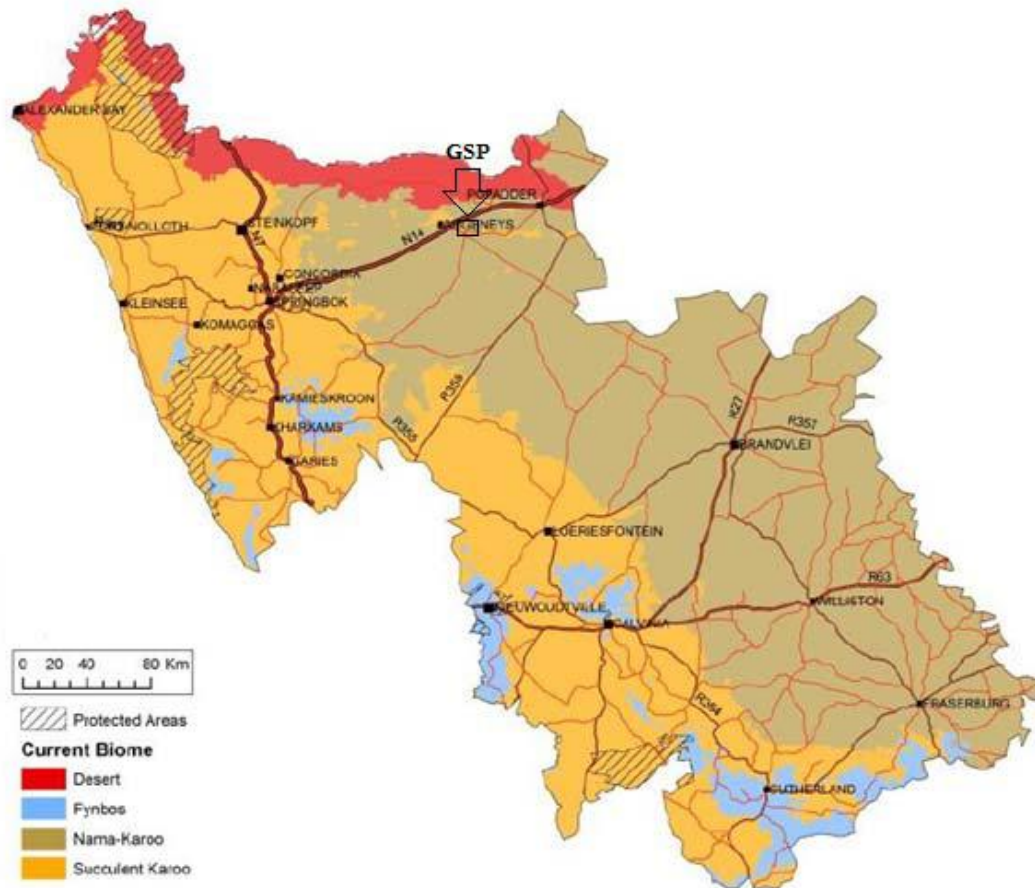 GSP
ALEXANDER BAY
POFADDER
NOLLOTH
STEINKOPF
N14
N7
CONCORDIA
KLEINSEE
SPRINGBOK
KOMAGGAS
KAMIESKROON
R358
KHARKAMS
R355
R27
R357
BRANDVLEI
GARIES
LOERIESFONTEIN
R63
NIEUWOUDTVILLE
CALVINIA
WILLISTON
0 20 40 80 Km
R364
FRASERBURG
Protected Areas
Current Biome
Desert
SUTHERLAND
Fynbos
Nama-Karoo
Succulent Karoo